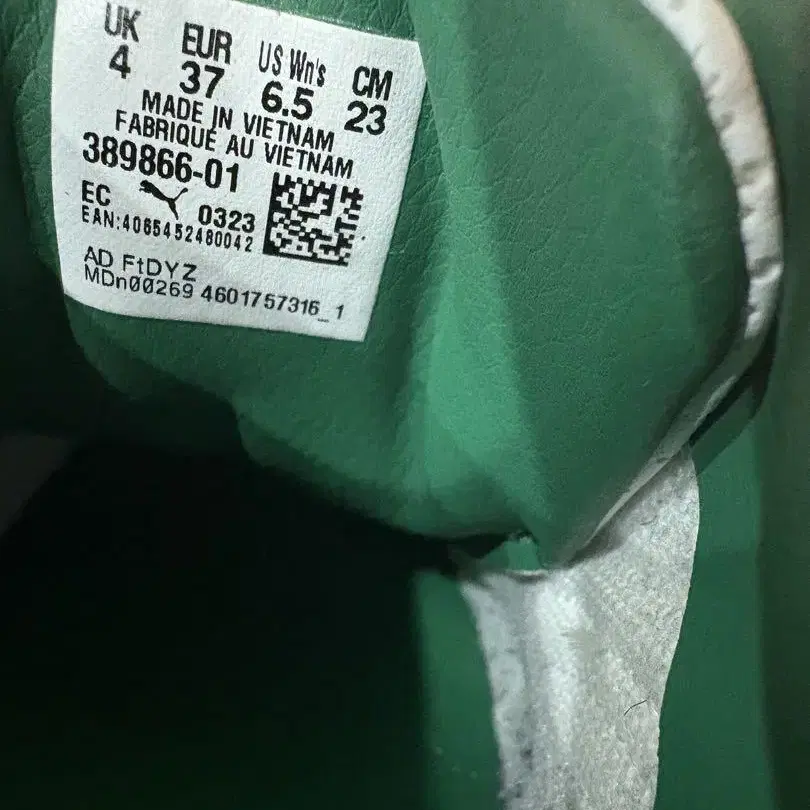 UK EUR US Wn's CM
4 37 6.5 23
MADE IN VIETNAM
FABRIQUÉ AU VIETNAM
389866-01
EC 0323
EAN:4065452480042
AD FtDYZ
MDn00269 4601757316_1